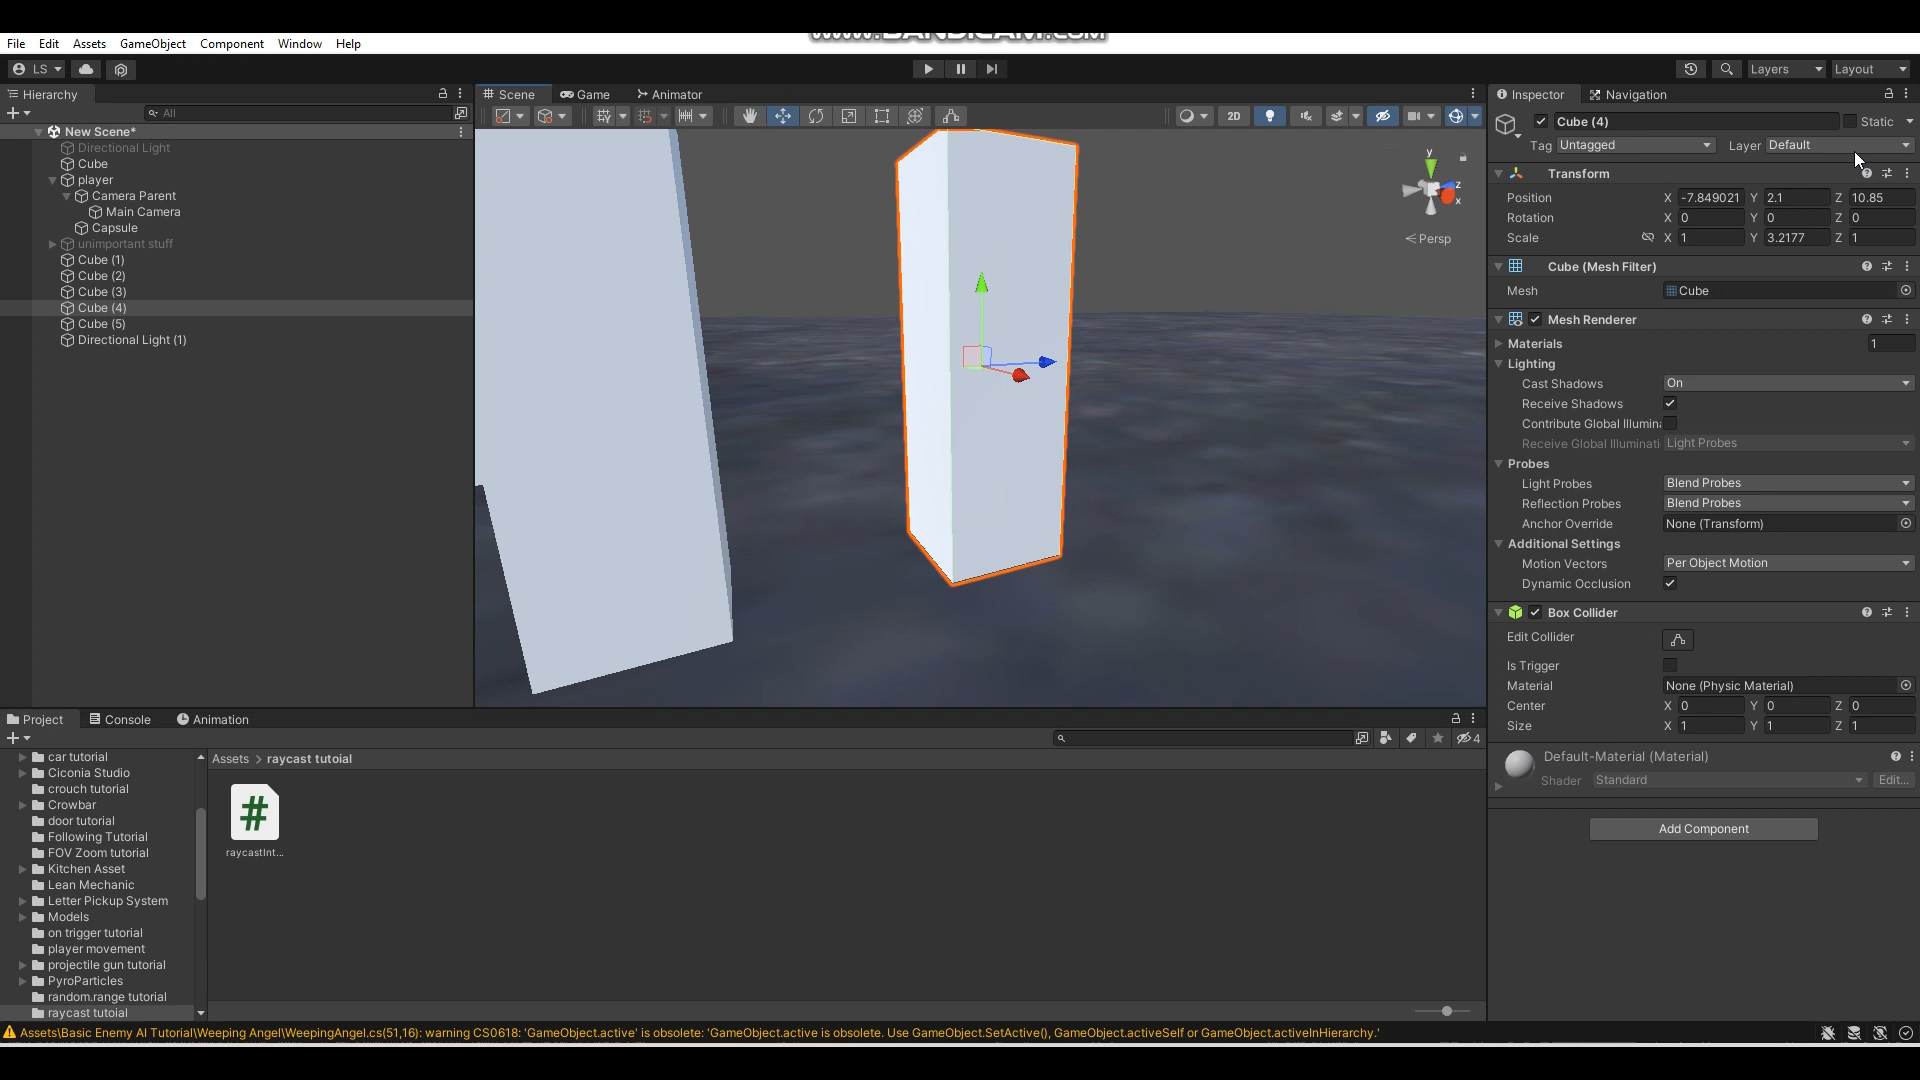 www.BANDICAM.com
File Edit Assets GameObject Component Window Help
LS Layers Layout
Hierarchy Scene Game Animator Inspector Navigation
All 2D
Cube (4) Static
Tag Untagged Layer Default
New Scene*
Directional Light
Cube
player
Camera Parent
Main Camera
Capsule
unimportant stuff
Cube (1)
Cube (2)
Cube (3)
Cube (4)
Cube (5)
Directional Light (1)
y
z
x
Persp
Transform
Position X -7.849021 Y 2.1 Z 10.85
Rotation X 0 Y 0 Z 0
Scale X 1 Y 3.2177 Z 1
Cube (Mesh Filter)
Mesh Cube
Mesh Renderer
Materials 1
Lighting
Cast Shadows On
Receive Shadows
Contribute Global Illumin
Receive Global Illuminati Light Probes
Probes
Light Probes Blend Probes
Reflection Probes Blend Probes
Anchor Override None (Transform)
Additional Settings
Motion Vectors Per Object Motion
Dynamic Occlusion
Box Collider
Edit Collider
Is Trigger
Material None (Physic Material)
Center X 0 Y 0 Z 0
Size X 1 Y 1 Z 1
Default-Material (Material)
Shader Standard Edit...
Add Component
Project Console Animation
4
car tutorial
Ciconia Studio
crouch tutorial
Crowbar
door tutorial
Following Tutorial
FOV Zoom tutorial
Kitchen Asset
Lean Mechanic
Letter Pickup System
Models
on trigger tutorial
player movement
projectile gun tutorial
PyroParticles
random.range tutorial
raycast tutoial
Assets > raycast tutoial
#
raycastInt...
Assets\Basic Enemy AI Tutorial\Weeping Angel\WeepingAngel.cs(51,16): warning CS0618: 'GameObject.active' is obsolete: 'GameObject.active is obsolete. Use GameObject.SetActive(), GameObject.activeSelf or GameObject.activeInHierarchy.'